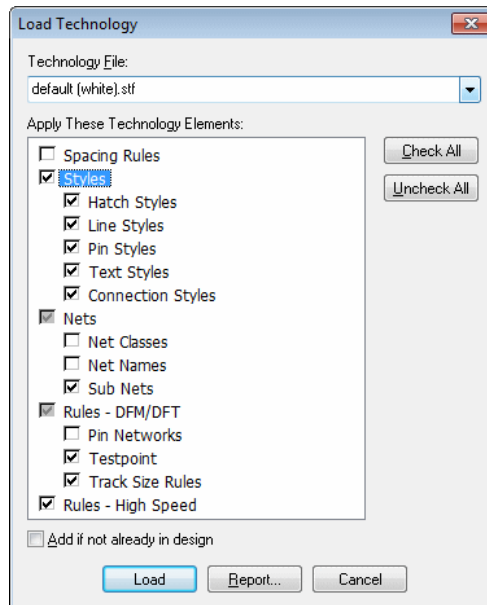 Load Technology
Technology File:
default (white).stf
Apply These Technology Elements:
Spacing Rules
Check All
Styles
Uncheck All
Hatch Styles
Line Styles
Pin Styles
Text Styles
Connection Styles
Nets
Net Classes
Net Names
Sub Nets
Rules - DFM/DFT
Pin Networks
Testpoint
Track Size Rules
Rules - High Speed
Add if not already in design
Load Report... Cancel